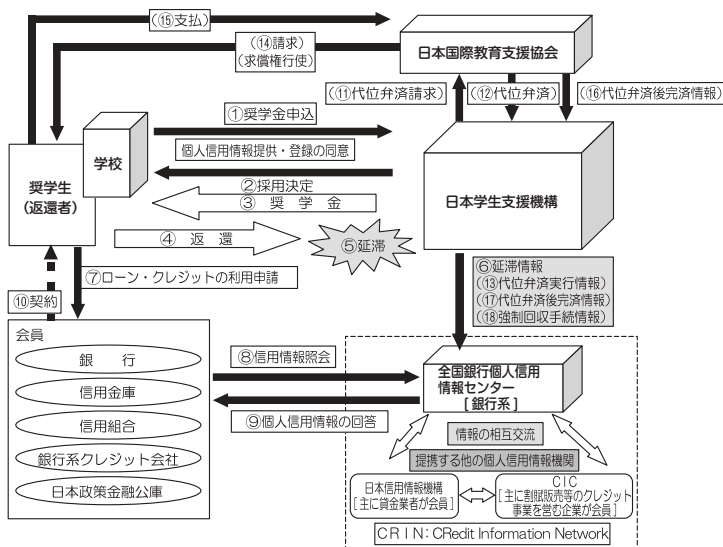 (⑮支払)
(⑭請求)
(求償権行使)
日本国際教育支援協会
(⑪代位弁済請求)
(⑫代位弁済)
(⑯代位弁済後完済情報)
①奨学金申込
個人信用情報提供・登録の同意
学校
奨学生
(返還者)
②採用決定
③ 奨 学 金
日本学生支援機構
④ 返 還
⑤延滞
⑥延滞情報
(⑬代位弁済実行情報)
(⑰代位弁済後完済情報)
(⑱強制回収手続情報)
⑦ローン・クレジットの利用申請
⑩契約
会員
銀 行
信用金庫
信用組合
銀行系クレジット会社
日本政策金融公庫
⑧信用情報照会
⑨個人信用情報の回答
全国銀行個人信用
情報センター
[銀行系]
情報の相互交流
提携する他の個人信用情報機関
日本信用情報機構
[主に貸金業者が会員]
CIC
[主に割賦販売等のクレジット
事業を営む企業が会員]
CRIN:CRedit Information Network